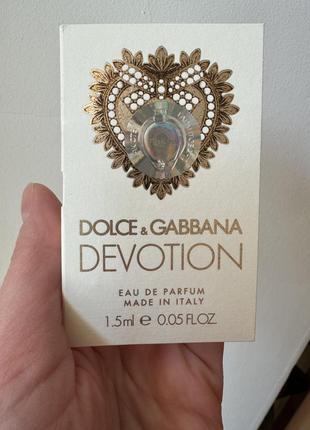 DOLCE & GABBANA
DEVOTION
EAU DE PARFUM
MADE IN ITALY
1.5ml ℮ 0.05 FL.OZ.